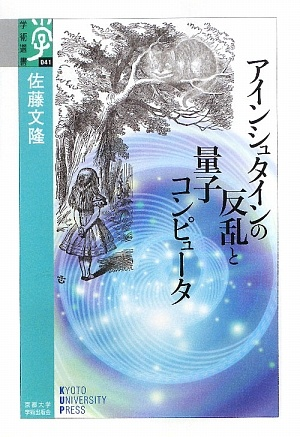 学
学術選書
041
佐藤文隆
アインシュタインの
反乱と
量子
コンピュータ
KYOTO
UNIVERSITY
PRESS
京都大学
学術出版会